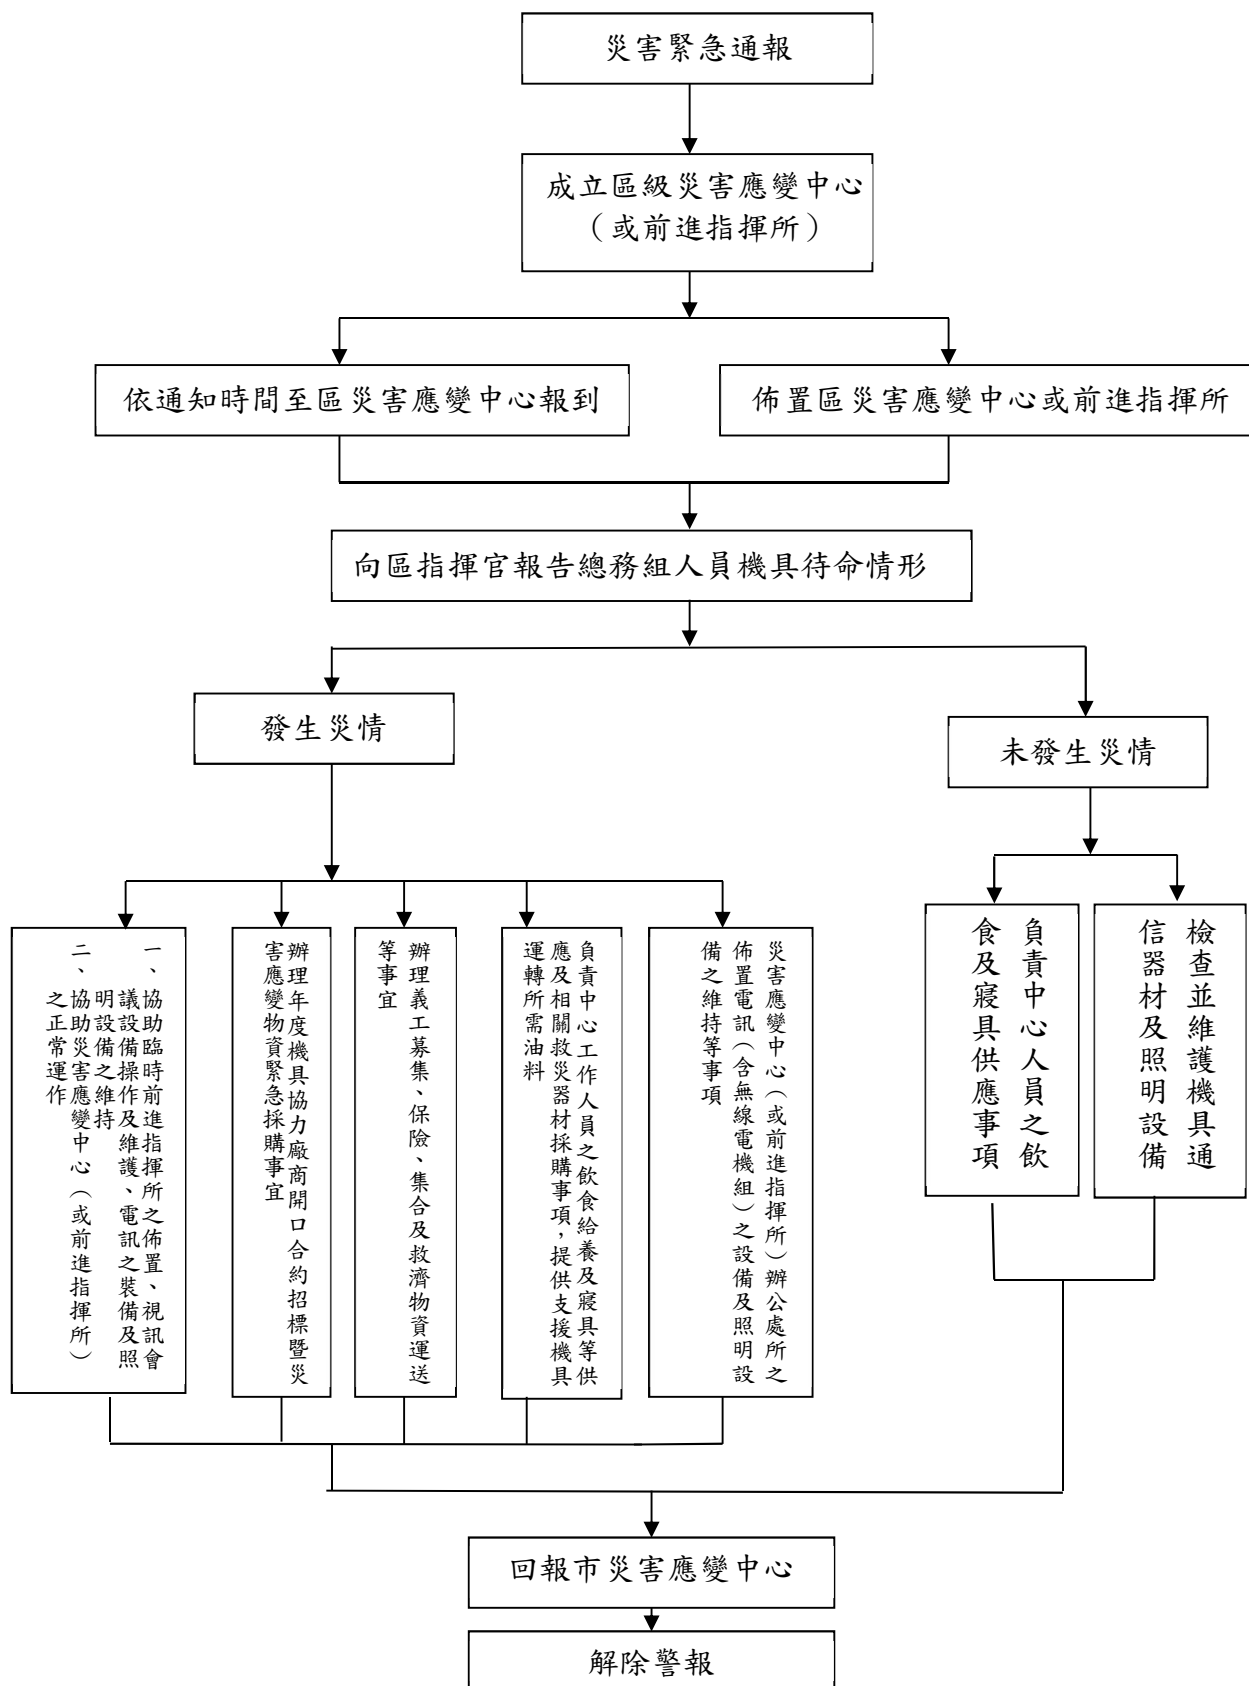 災害緊急通報
成立區級災害應變中心
（或前進指揮所）
依通知時間至區災害應變中心報到
佈置區災害應變中心或前進指揮所
向區指揮官報告總務組人員機具待命情形
發生災情
未發生災情
一、協助臨時前進指揮所之佈置、視訊會
議設備操作及維護、電訊之裝備及照
明設備之維持
二、協助災害應變中心（或前進指揮所）
之正常運作
辦理年度機具協力廠商開口合約招標暨災
害應變物資緊急採購事宜
辦理義工募集、保險、集合及救濟物資運送
等事宜
負責中心工作人員之飲食給養及寢具等供
應及相關救災器材採購事項，提供支援機具
運轉所需油料
災害應變中心（或前進指揮所）辦公處所之
佈置電訊（含無線電機組）之設備及照明設
備之維持等事項
負責中心人員之飲
食及寢具供應事項
檢查並維護機具通
信器材及照明設備
回報市災害應變中心
解除警報